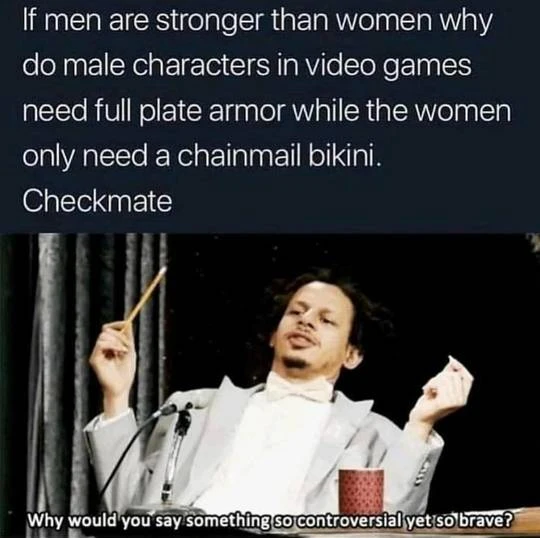 If men are stronger than women why
do male characters in video games
need full plate armor while the women
only need a chainmail bikini.
Checkmate
Why would you say something so controversial yet so brave?